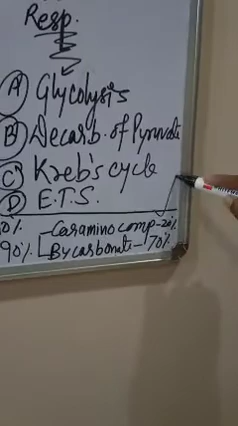 Resp.
A Glycolysis
B Decarb. of Pyruvate
C Kreb's cycle
D E.T.S.
0% Caramino comp - 20%
90% Bycarbonate - 70%